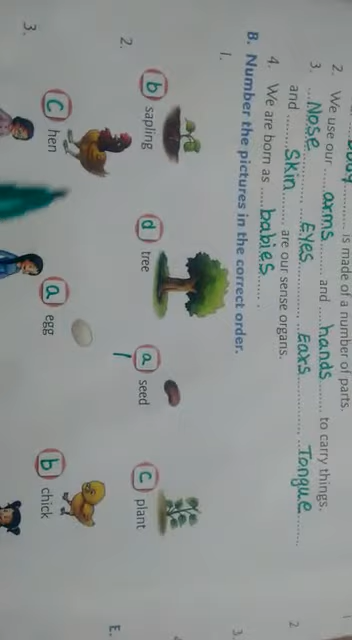 body is made of a number of parts.
2. We use our arms and hands to carry things.
3. Nose Eyes Ears Tongue
and Skin are our sense organs.
4. We are born as babies.
B. Number the pictures in the correct order.
1.
b sapling d tree a seed c plant
2.
c hen a egg b chick
3.
2
3.
E.